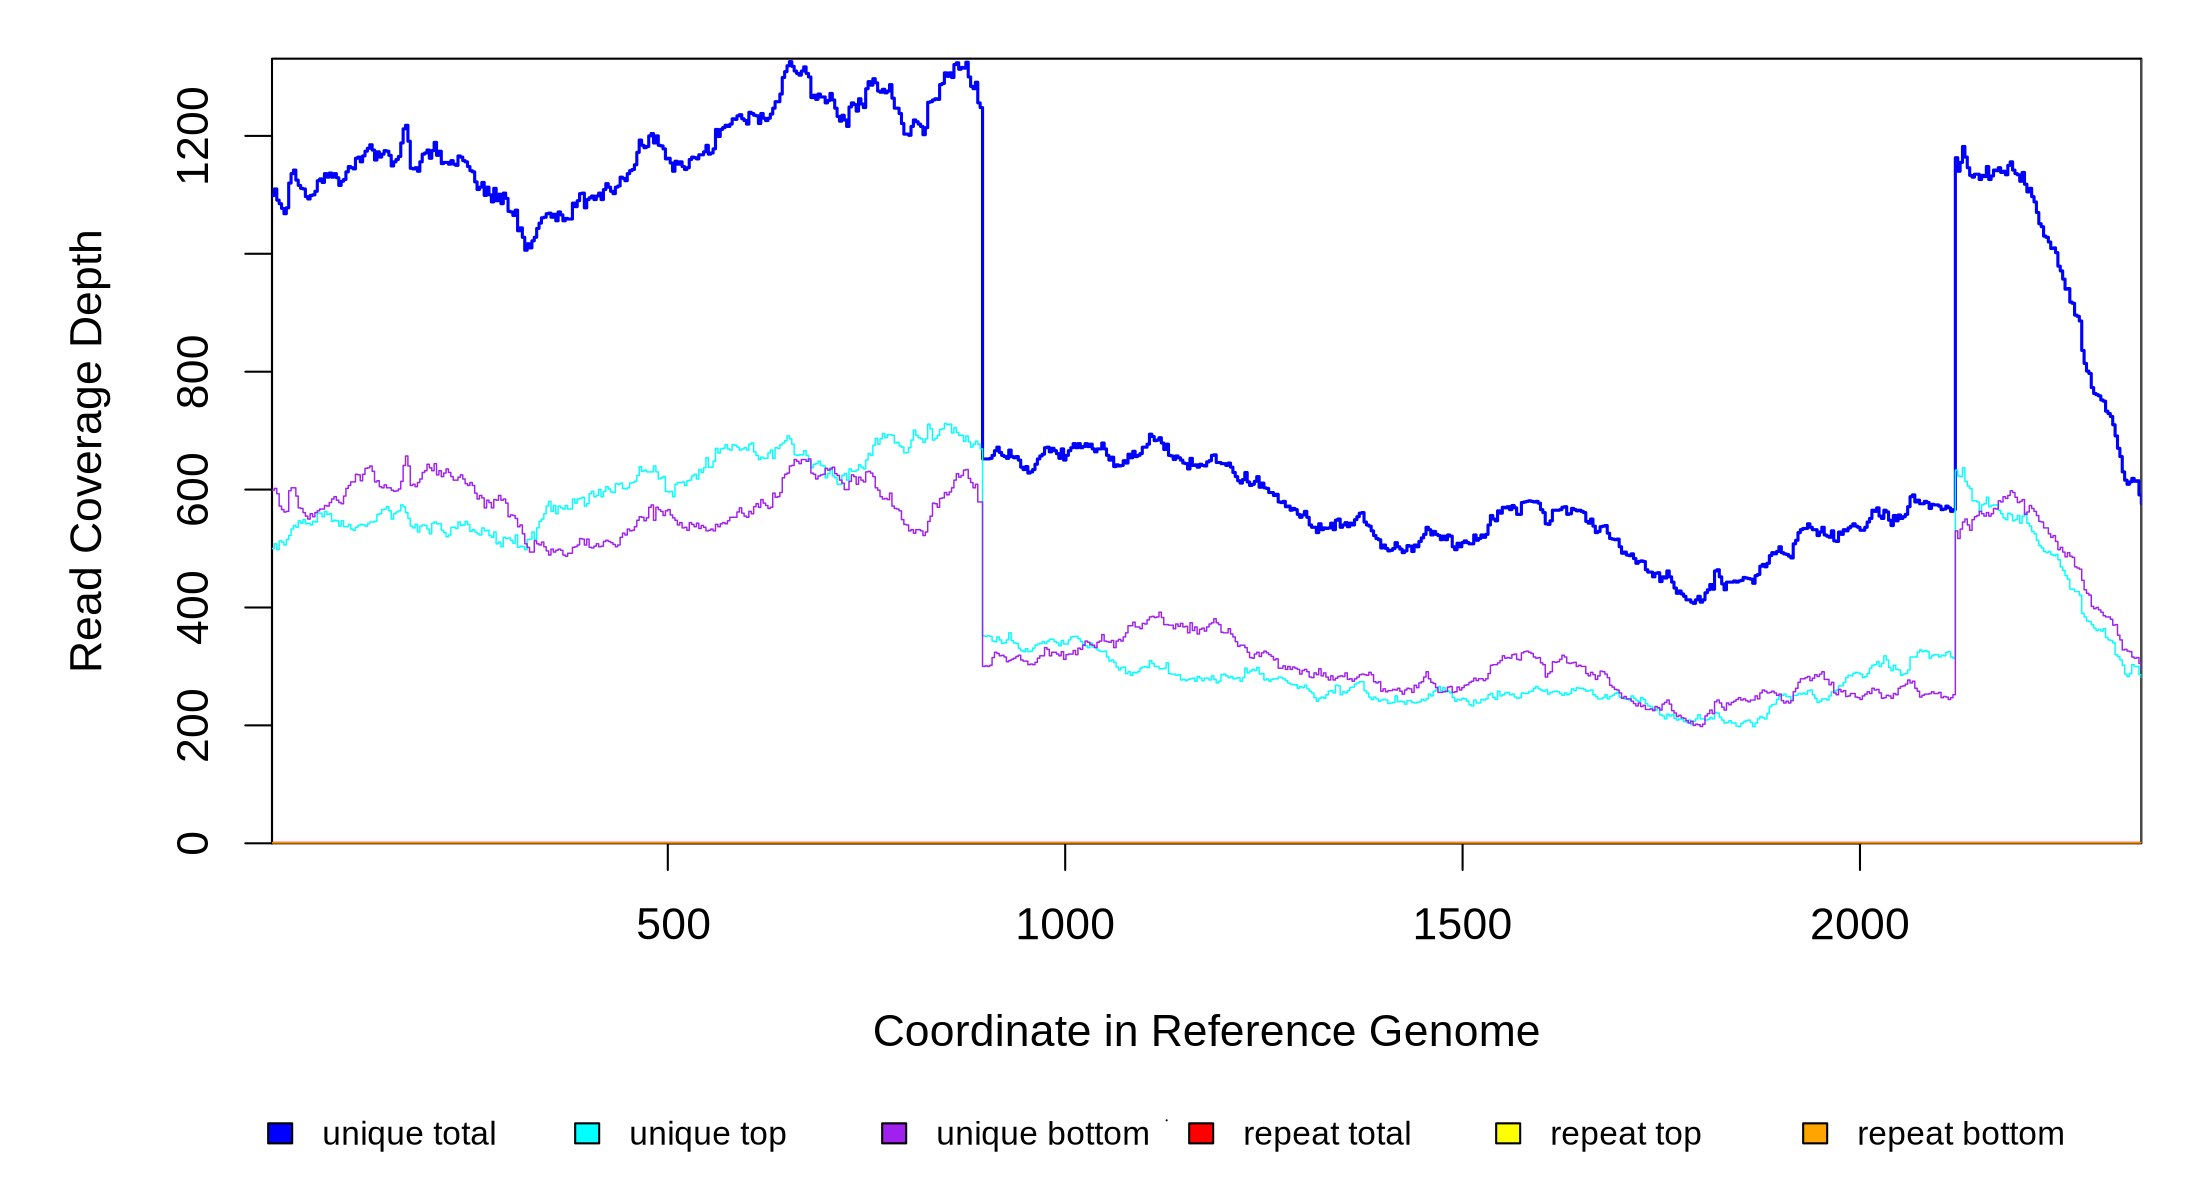 1200
800
600
400
200
0
Read Coverage Depth
500 1000 1500 2000
Coordinate in Reference Genome
unique total unique top unique bottom repeat total repeat top repeat bottom